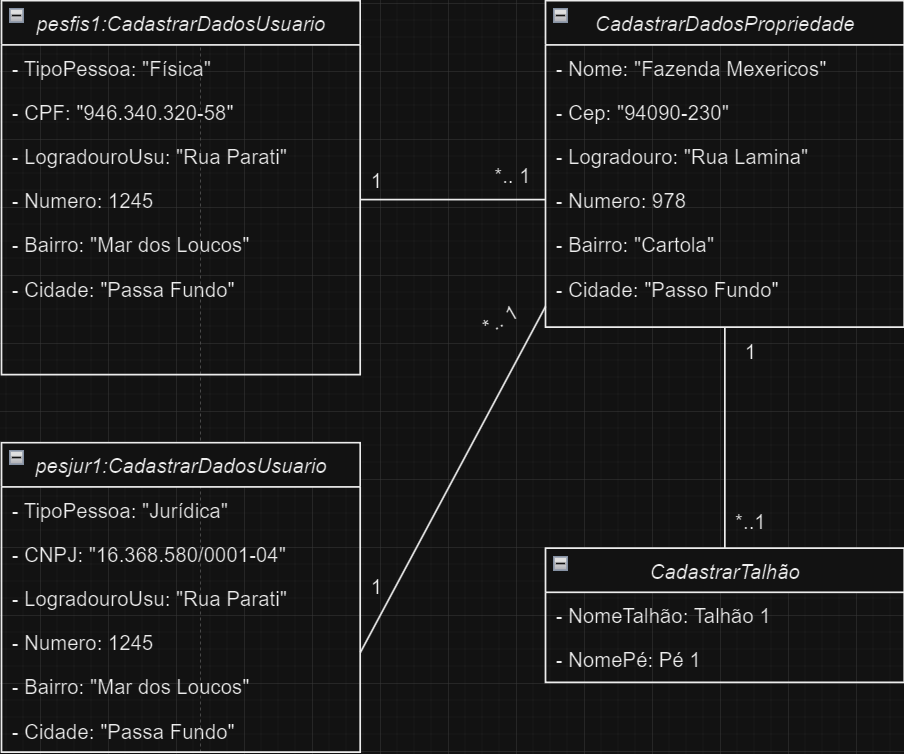 pesfis1:CadastrarDadosUsuario
- TipoPessoa: "Física"
- CPF: "946.340.320-58"
- LogradouroUsu: "Rua Parati"
- Numero: 1245
- Bairro: "Mar dos Loucos"
- Cidade: "Passa Fundo"
1
*.. 1
CadastrarDadosPropriedade
- Nome: "Fazenda Mexericos"
- Cep: "94090-230"
- Logradouro: "Rua Lamina"
- Numero: 978
- Bairro: "Cartola"
- Cidade: "Passo Fundo"
*..1
1
pesjur1:CadastrarDadosUsuario
- TipoPessoa: "Jurídica"
- CNPJ: "16.368.580/0001-04"
- LogradouroUsu: "Rua Parati"
- Numero: 1245
- Bairro: "Mar dos Loucos"
- Cidade: "Passa Fundo"
1
*..1
CadastrarTalhão
- NomeTalhão: Talhão 1
- NomePé: Pé 1